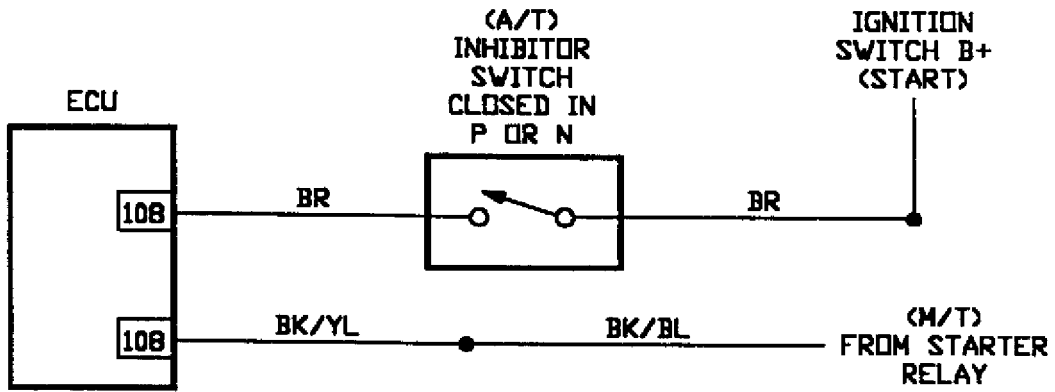 (A/T)
INHIBITOR
SWITCH
CLOSED IN
P OR N
IGNITION
SWITCH B+
(START)
ECU
108
BR
BR
108
BK/YL
BK/BL
(M/T)
FROM STARTER
RELAY